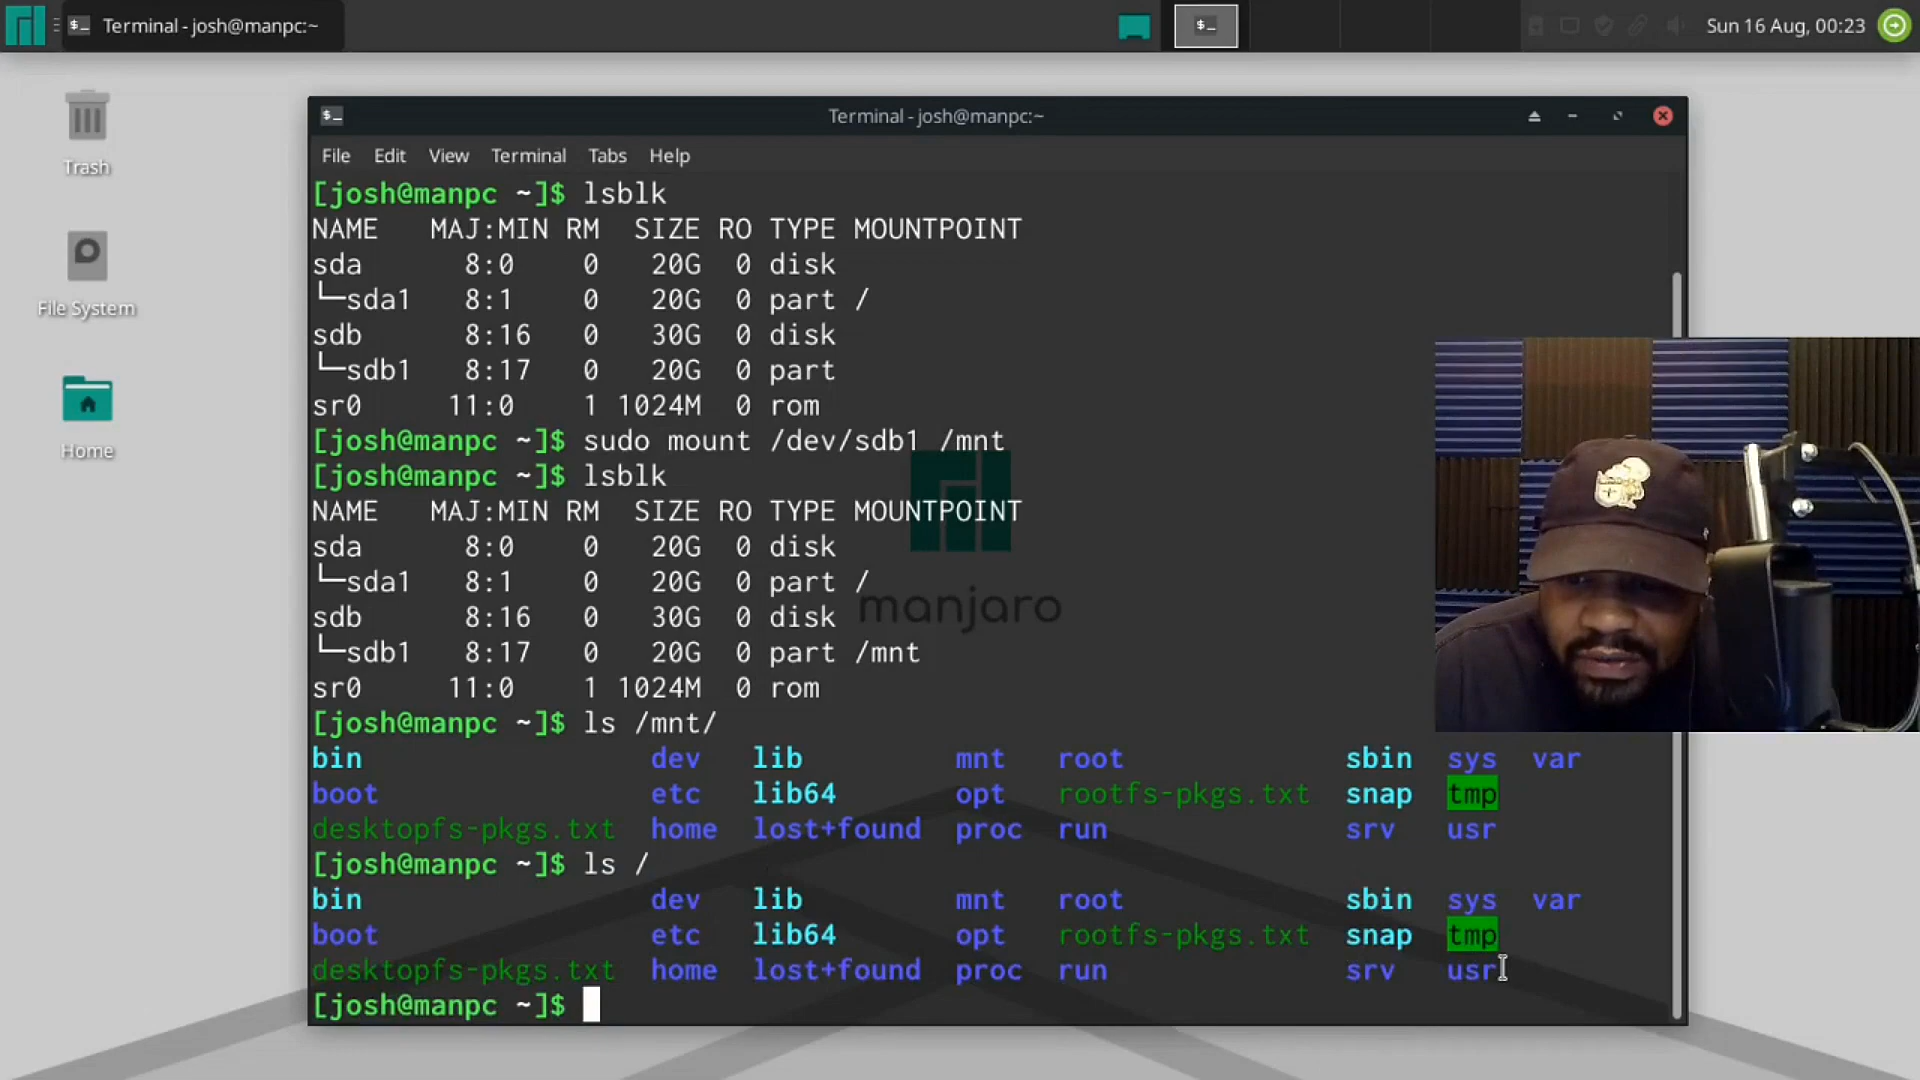 Terminal - josh@manpc:~
Sun 16 Aug, 00:23
Trash
File System
Home
Terminal - josh@manpc:~
File Edit View Terminal Tabs Help
[josh@manpc ~]$ lsblk
NAME MAJ:MIN RM SIZE RO TYPE MOUNTPOINT
sda 8:0 0 20G 0 disk
└─sda1 8:1 0 20G 0 part /
sdb 8:16 0 30G 0 disk
└─sdb1 8:17 0 20G 0 part
sr0 11:0 1 1024M 0 rom
[josh@manpc ~]$ sudo mount /dev/sdb1 /mnt
[josh@manpc ~]$ lsblk
NAME MAJ:MIN RM SIZE RO TYPE MOUNTPOINT
sda 8:0 0 20G 0 disk
└─sda1 8:1 0 20G 0 part /
sdb 8:16 0 30G 0 disk
└─sdb1 8:17 0 20G 0 part /mnt
sr0 11:0 1 1024M 0 rom
manjaro
[josh@manpc ~]$ ls /mnt/
bin dev lib mnt root sbin sys var
boot etc lib64 opt rootfs-pkgs.txt snap tmp
desktopfs-pkgs.txt home lost+found proc run srv usr
[josh@manpc ~]$ ls /
bin dev lib mnt root sbin sys var
boot etc lib64 opt rootfs-pkgs.txt snap tmp
desktopfs-pkgs.txt home lost+found proc run srv usr
[josh@manpc ~]$